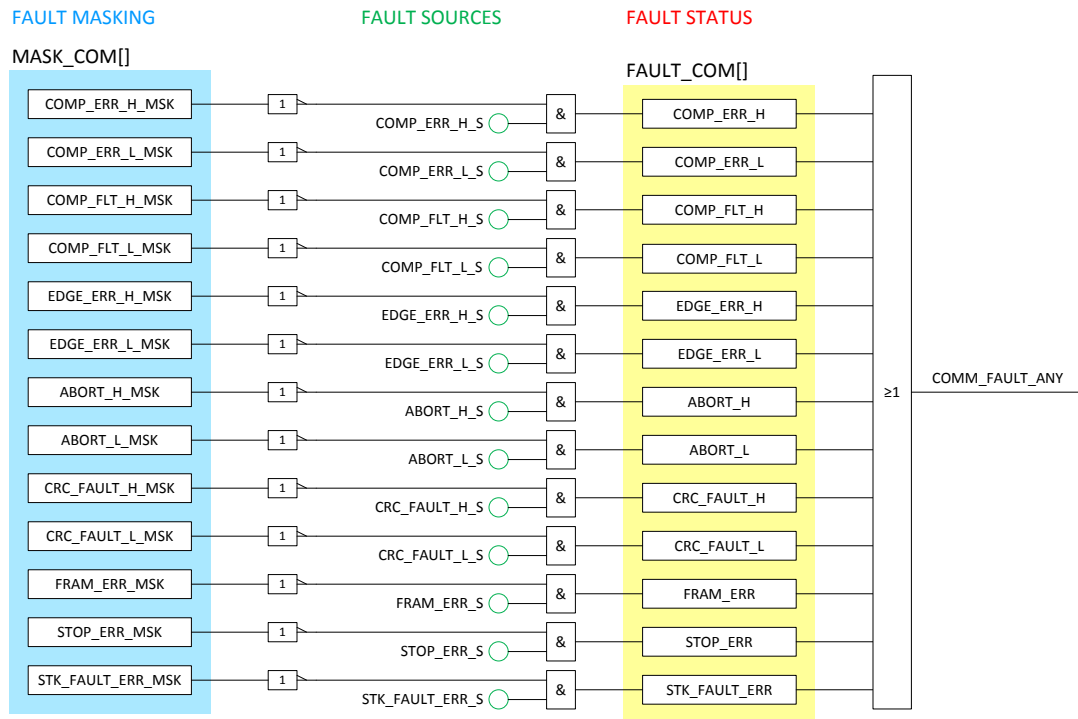 FAULT MASKING FAULT SOURCES FAULT STATUS
MASK_COM[]
FAULT_COM[]
COMP_ERR_H_MSK 1 COMP_ERR_H_S & COMP_ERR_H
COMP_ERR_L_MSK 1 COMP_ERR_L_S & COMP_ERR_L
COMP_FLT_H_MSK 1 COMP_FLT_H_S & COMP_FLT_H
COMP_FLT_L_MSK 1 COMP_FLT_L_S & COMP_FLT_L
EDGE_ERR_H_MSK 1 EDGE_ERR_H_S & EDGE_ERR_H
EDGE_ERR_L_MSK 1 EDGE_ERR_L_S & EDGE_ERR_L
ABORT_H_MSK 1 ABORT_H_S & ABORT_H
≥1 COMM_FAULT_ANY
ABORT_L_MSK 1 ABORT_L_S & ABORT_L
CRC_FAULT_H_MSK 1 CRC_FAULT_H_S & CRC_FAULT_H
CRC_FAULT_L_MSK 1 CRC_FAULT_L_S & CRC_FAULT_L
FRAM_ERR_MSK 1 FRAM_ERR_S & FRAM_ERR
STOP_ERR_MSK 1 STOP_ERR_S & STOP_ERR
STK_FAULT_ERR_MSK 1 STK_FAULT_ERR_S & STK_FAULT_ERR